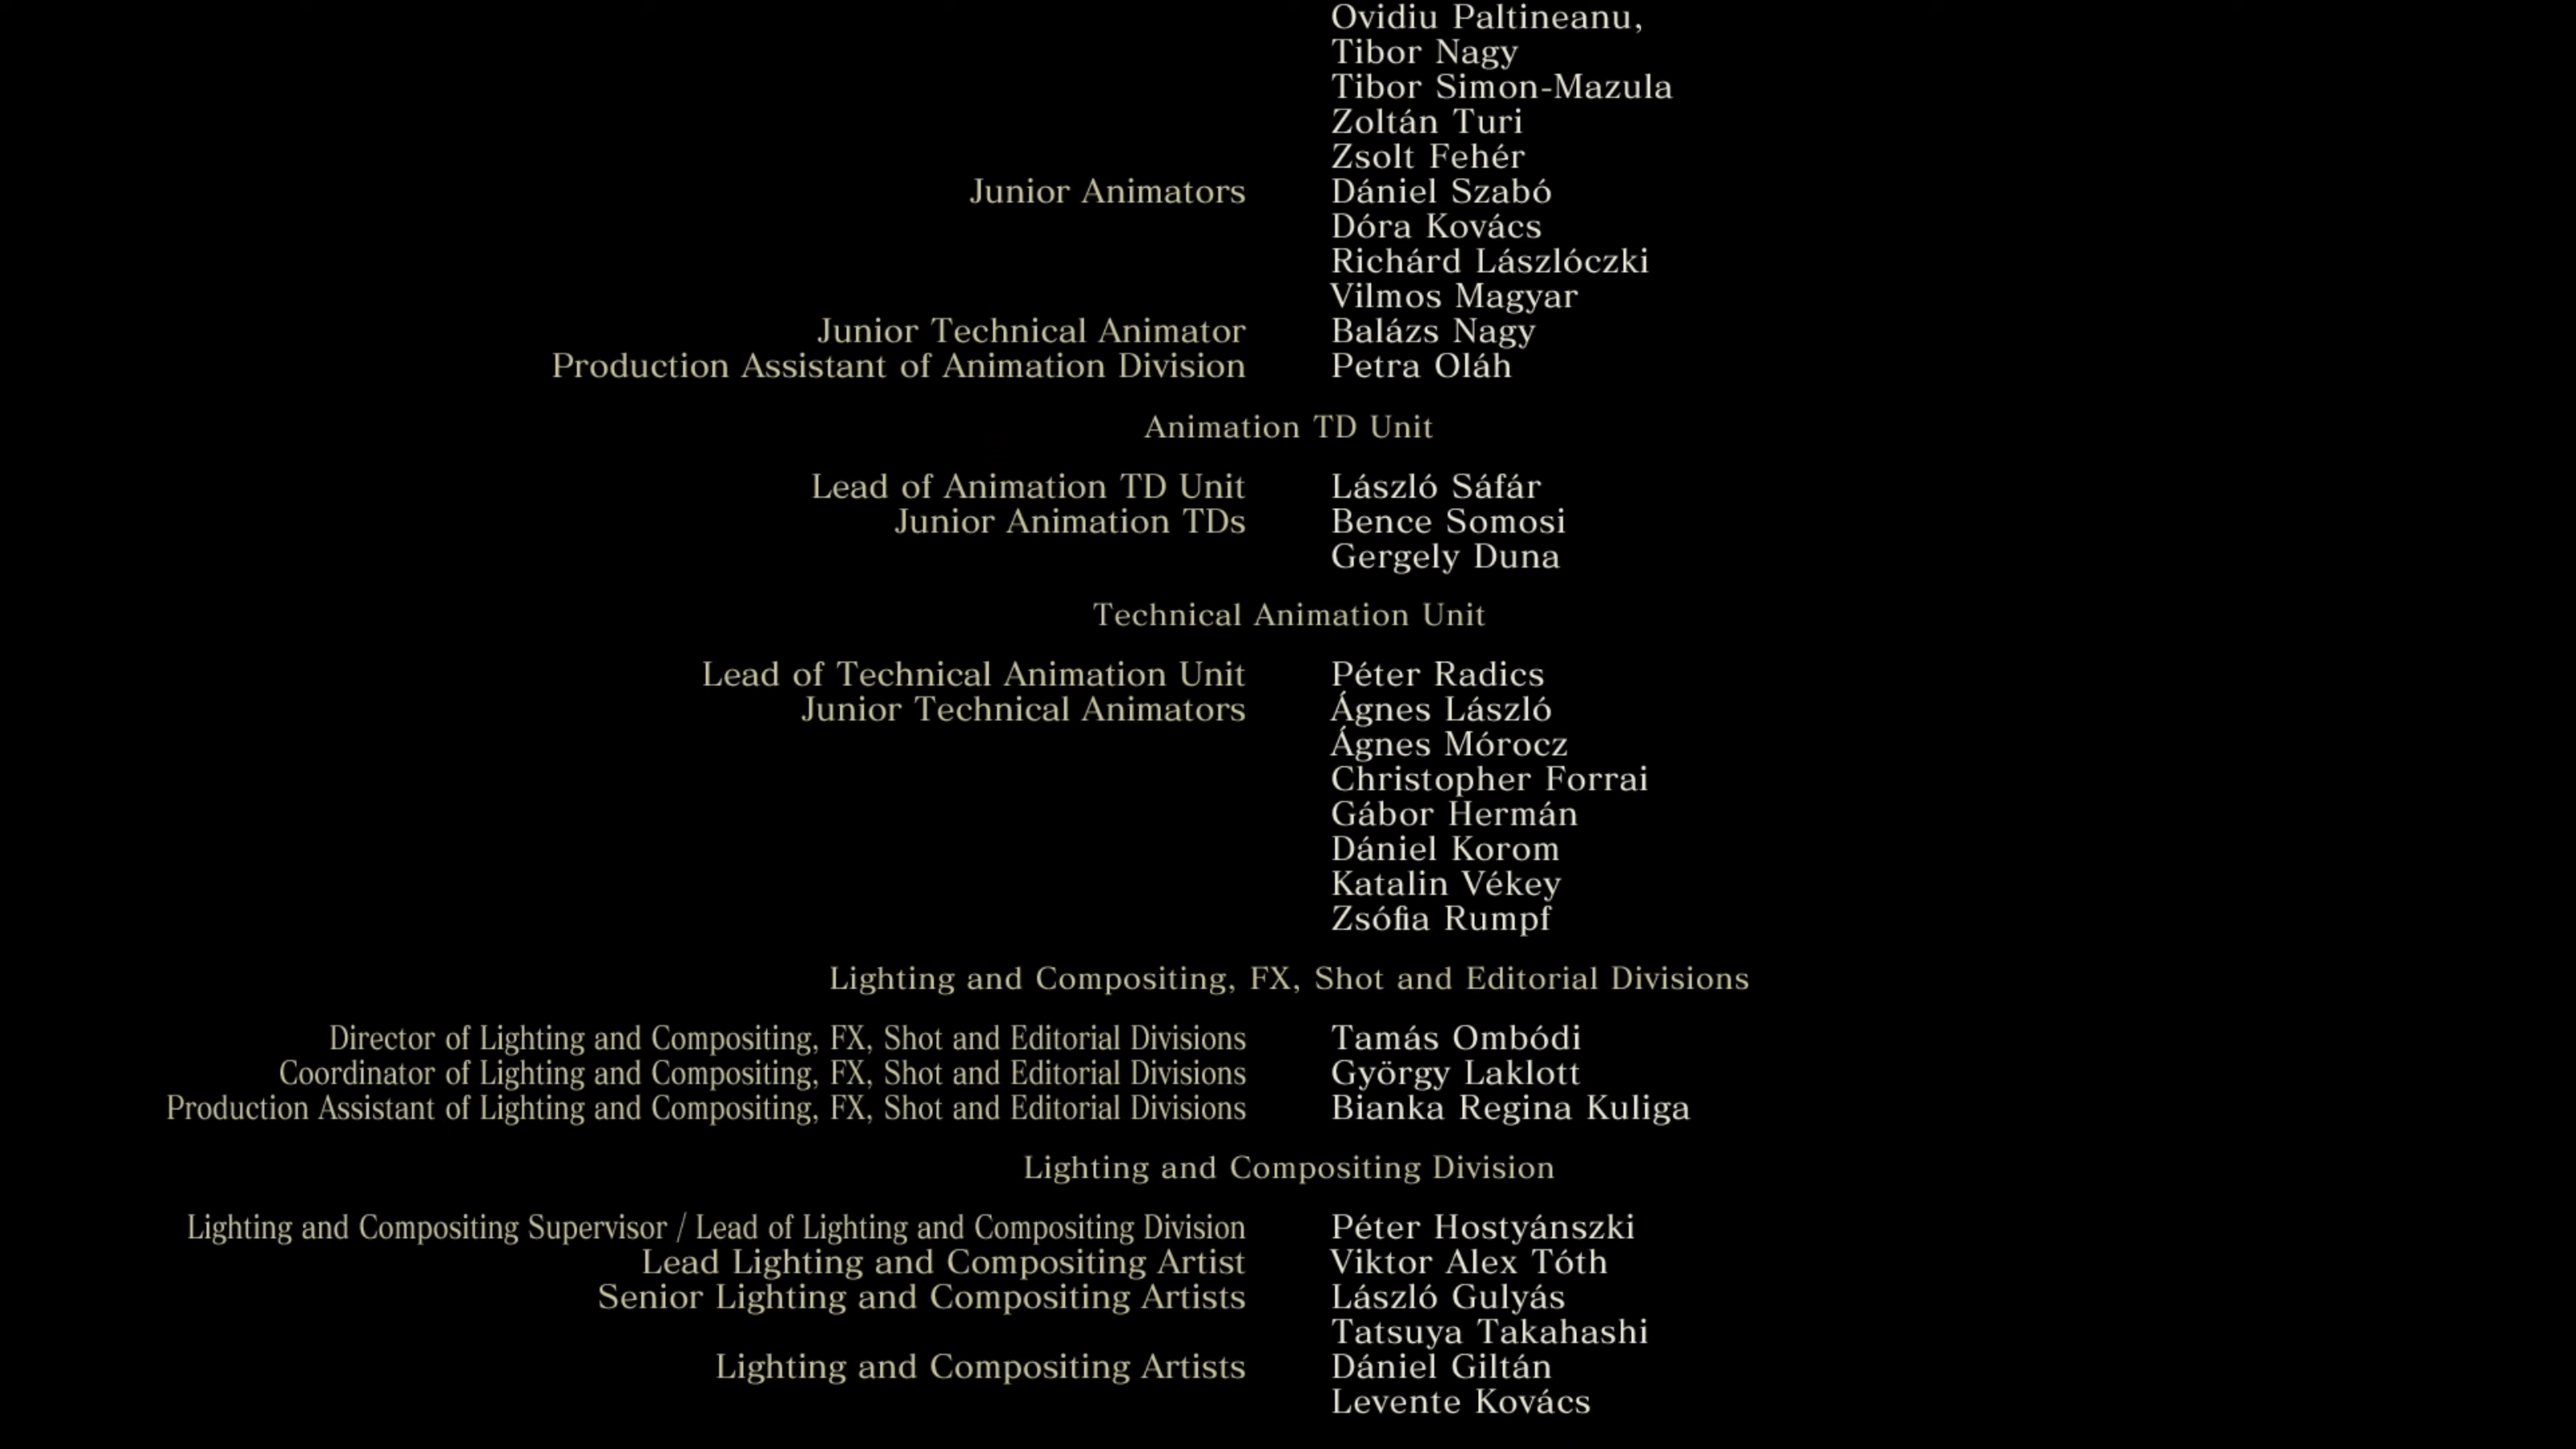 Ovidiu Paltineanu,
Tibor Nagy
Tibor Simon-Mazula
Zoltán Turi
Zsolt Fehér
Junior Animators Dániel Szabó
Dóra Kovács
Richárd Lászlóczki
Vilmos Magyar
Junior Technical Animator Balázs Nagy
Production Assistant of Animation Division Petra Oláh
Animation TD Unit
Lead of Animation TD Unit László Sáfár
Junior Animation TDs Bence Somosi
Gergely Duna
Technical Animation Unit
Lead of Technical Animation Unit Péter Radics
Junior Technical Animators Ágnes László
Ágnes Mórocz
Christopher Forrai
Gábor Hermán
Dániel Korom
Katalin Vékey
Zsófia Rumpf
Lighting and Compositing, FX, Shot and Editorial Divisions
Director of Lighting and Compositing, FX, Shot and Editorial Divisions Tamás Ombódi
Coordinator of Lighting and Compositing, FX, Shot and Editorial Divisions György Laklott
Production Assistant of Lighting and Compositing, FX, Shot and Editorial Divisions Bianka Regina Kuliga
Lighting and Compositing Division
Lighting and Compositing Supervisor / Lead of Lighting and Compositing Division Péter Hostyánszki
Lead Lighting and Compositing Artist Viktor Alex Tóth
Senior Lighting and Compositing Artists László Gulyás
Tatsuya Takahashi
Lighting and Compositing Artists Dániel Giltán
Levente Kovács